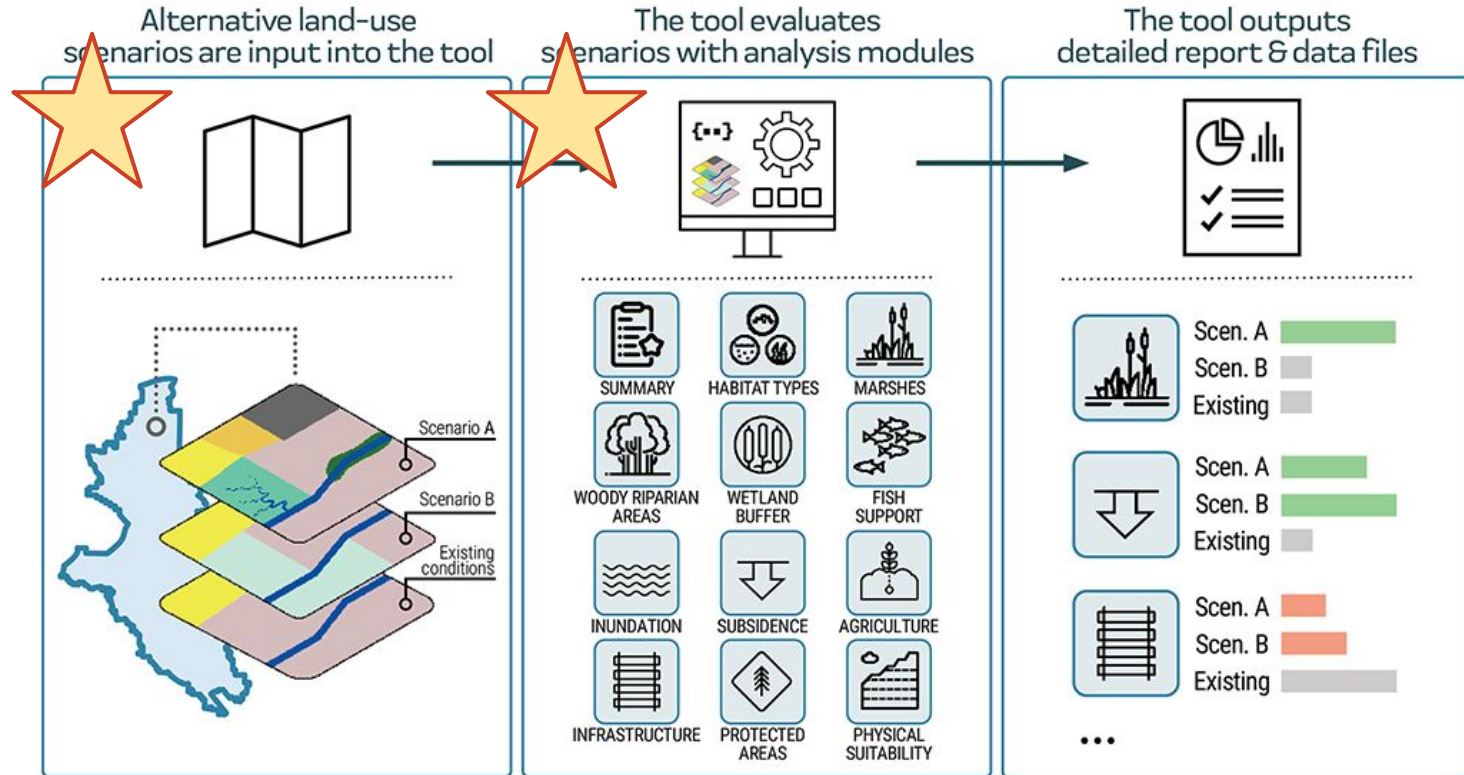 Alternative land-use
scenarios are input into the tool
The tool evaluates
scenarios with analysis modules
The tool outputs
detailed report & data files
Scenario A
Scenario B
Existing
conditions
SUMMARY
HABITAT TYPES
MARSHES
WOODY RIPARIAN
AREAS
WETLAND
BUFFER
FISH
SUPPORT
INUNDATION
SUBSIDENCE
AGRICULTURE
INFRASTRUCTURE
PROTECTED
AREAS
PHYSICAL
SUITABILITY
Scen. A
Scen. B
Existing
Scen. A
Scen. B
Existing
Scen. A
Scen. B
Existing
...